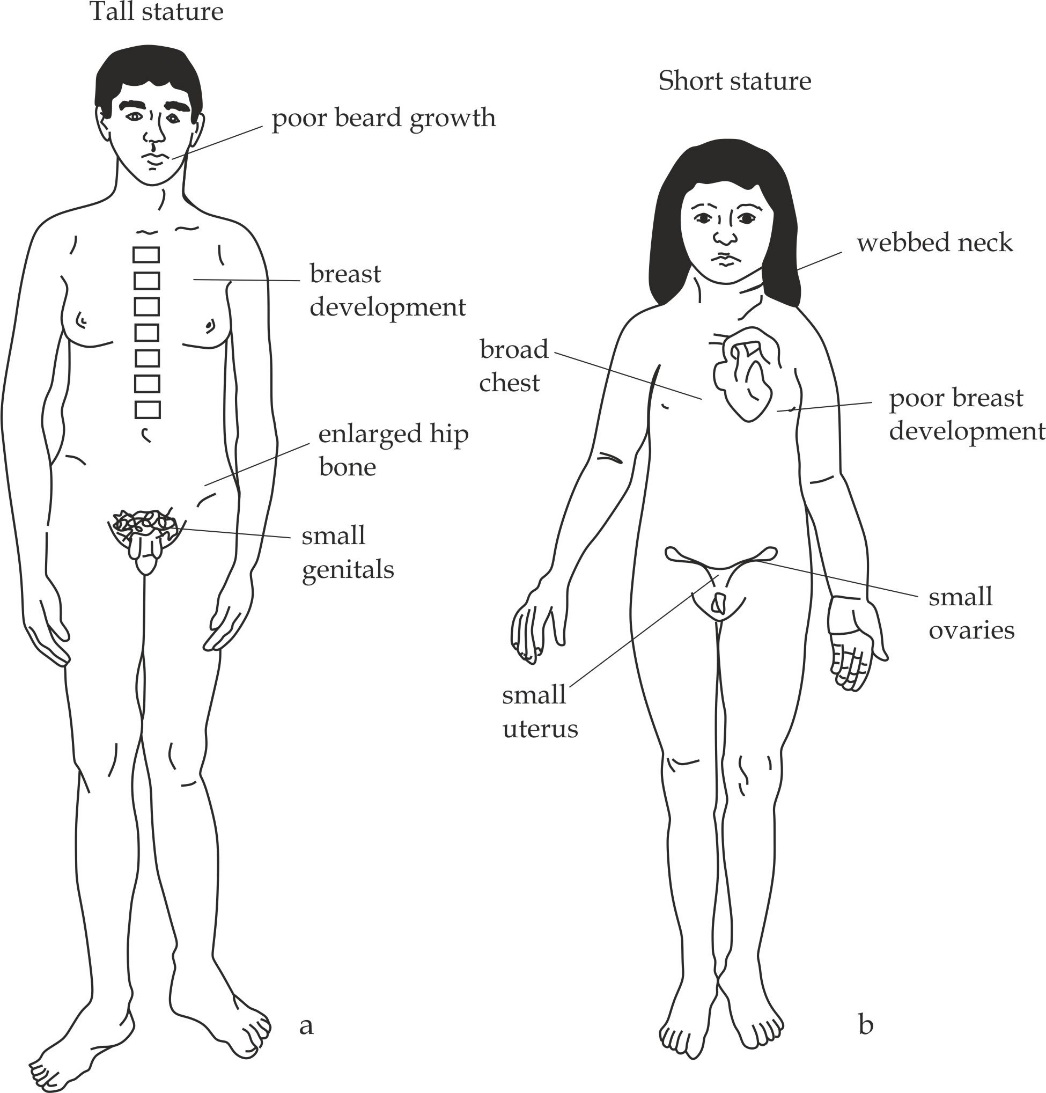 Tall stature
poor beard growth
breast
development
enlarged hip
bone
small
genitals
a
Short stature
webbed neck
broad
chest
poor breast
development
small
ovaries
small
uterus
b